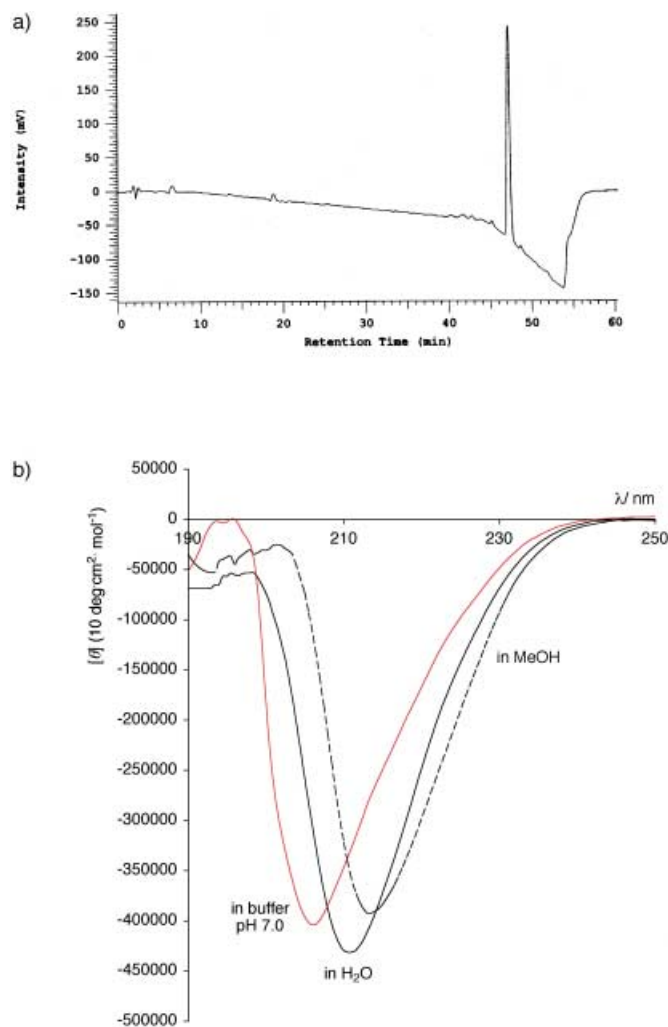 a)
Intensity (mV)
250
200
150
100
50
0
-50
-100
-150
0 10 20 30 40 50 60
Retention Time (min)
b)
[θ] (10 deg·cm²· mol⁻¹)
50000
0
-50000
-100000
-150000
-200000
-250000
-300000
-350000
-400000
-450000
-500000
λ/ nm
190 210 230 250
in MeOH
in buffer
pH 7.0
in H₂O